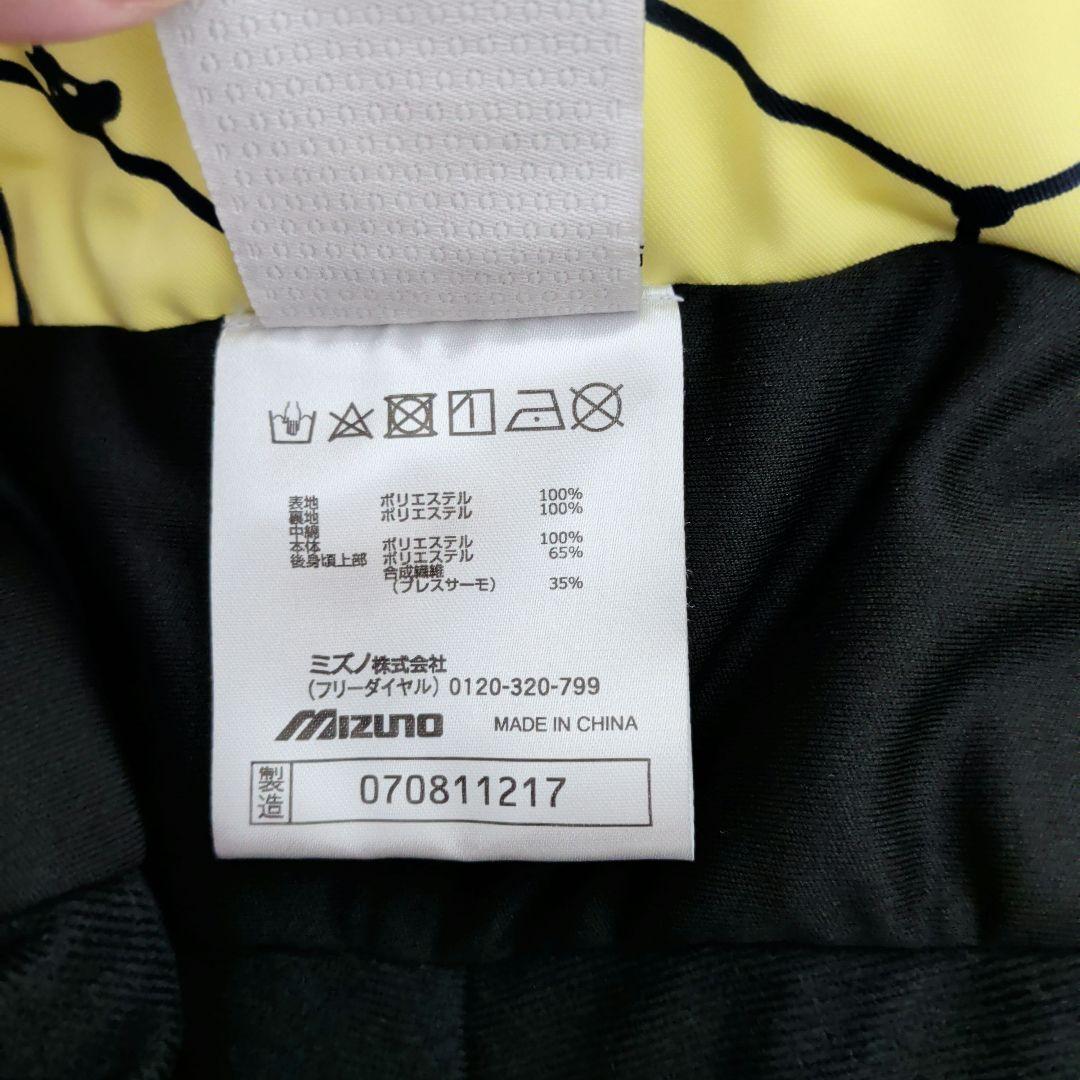 表地 ポリエステル 100%
裏地 ポリエステル 100%
中綿
本体 ポリエステル 100%
後身頃上部 ポリエステル 65%
合成繊維
(ブレスサーモ) 35%
ミズノ株式会社
(フリーダイヤル) 0120-320-799
MIZUNO MADE IN CHINA
製造 070811217